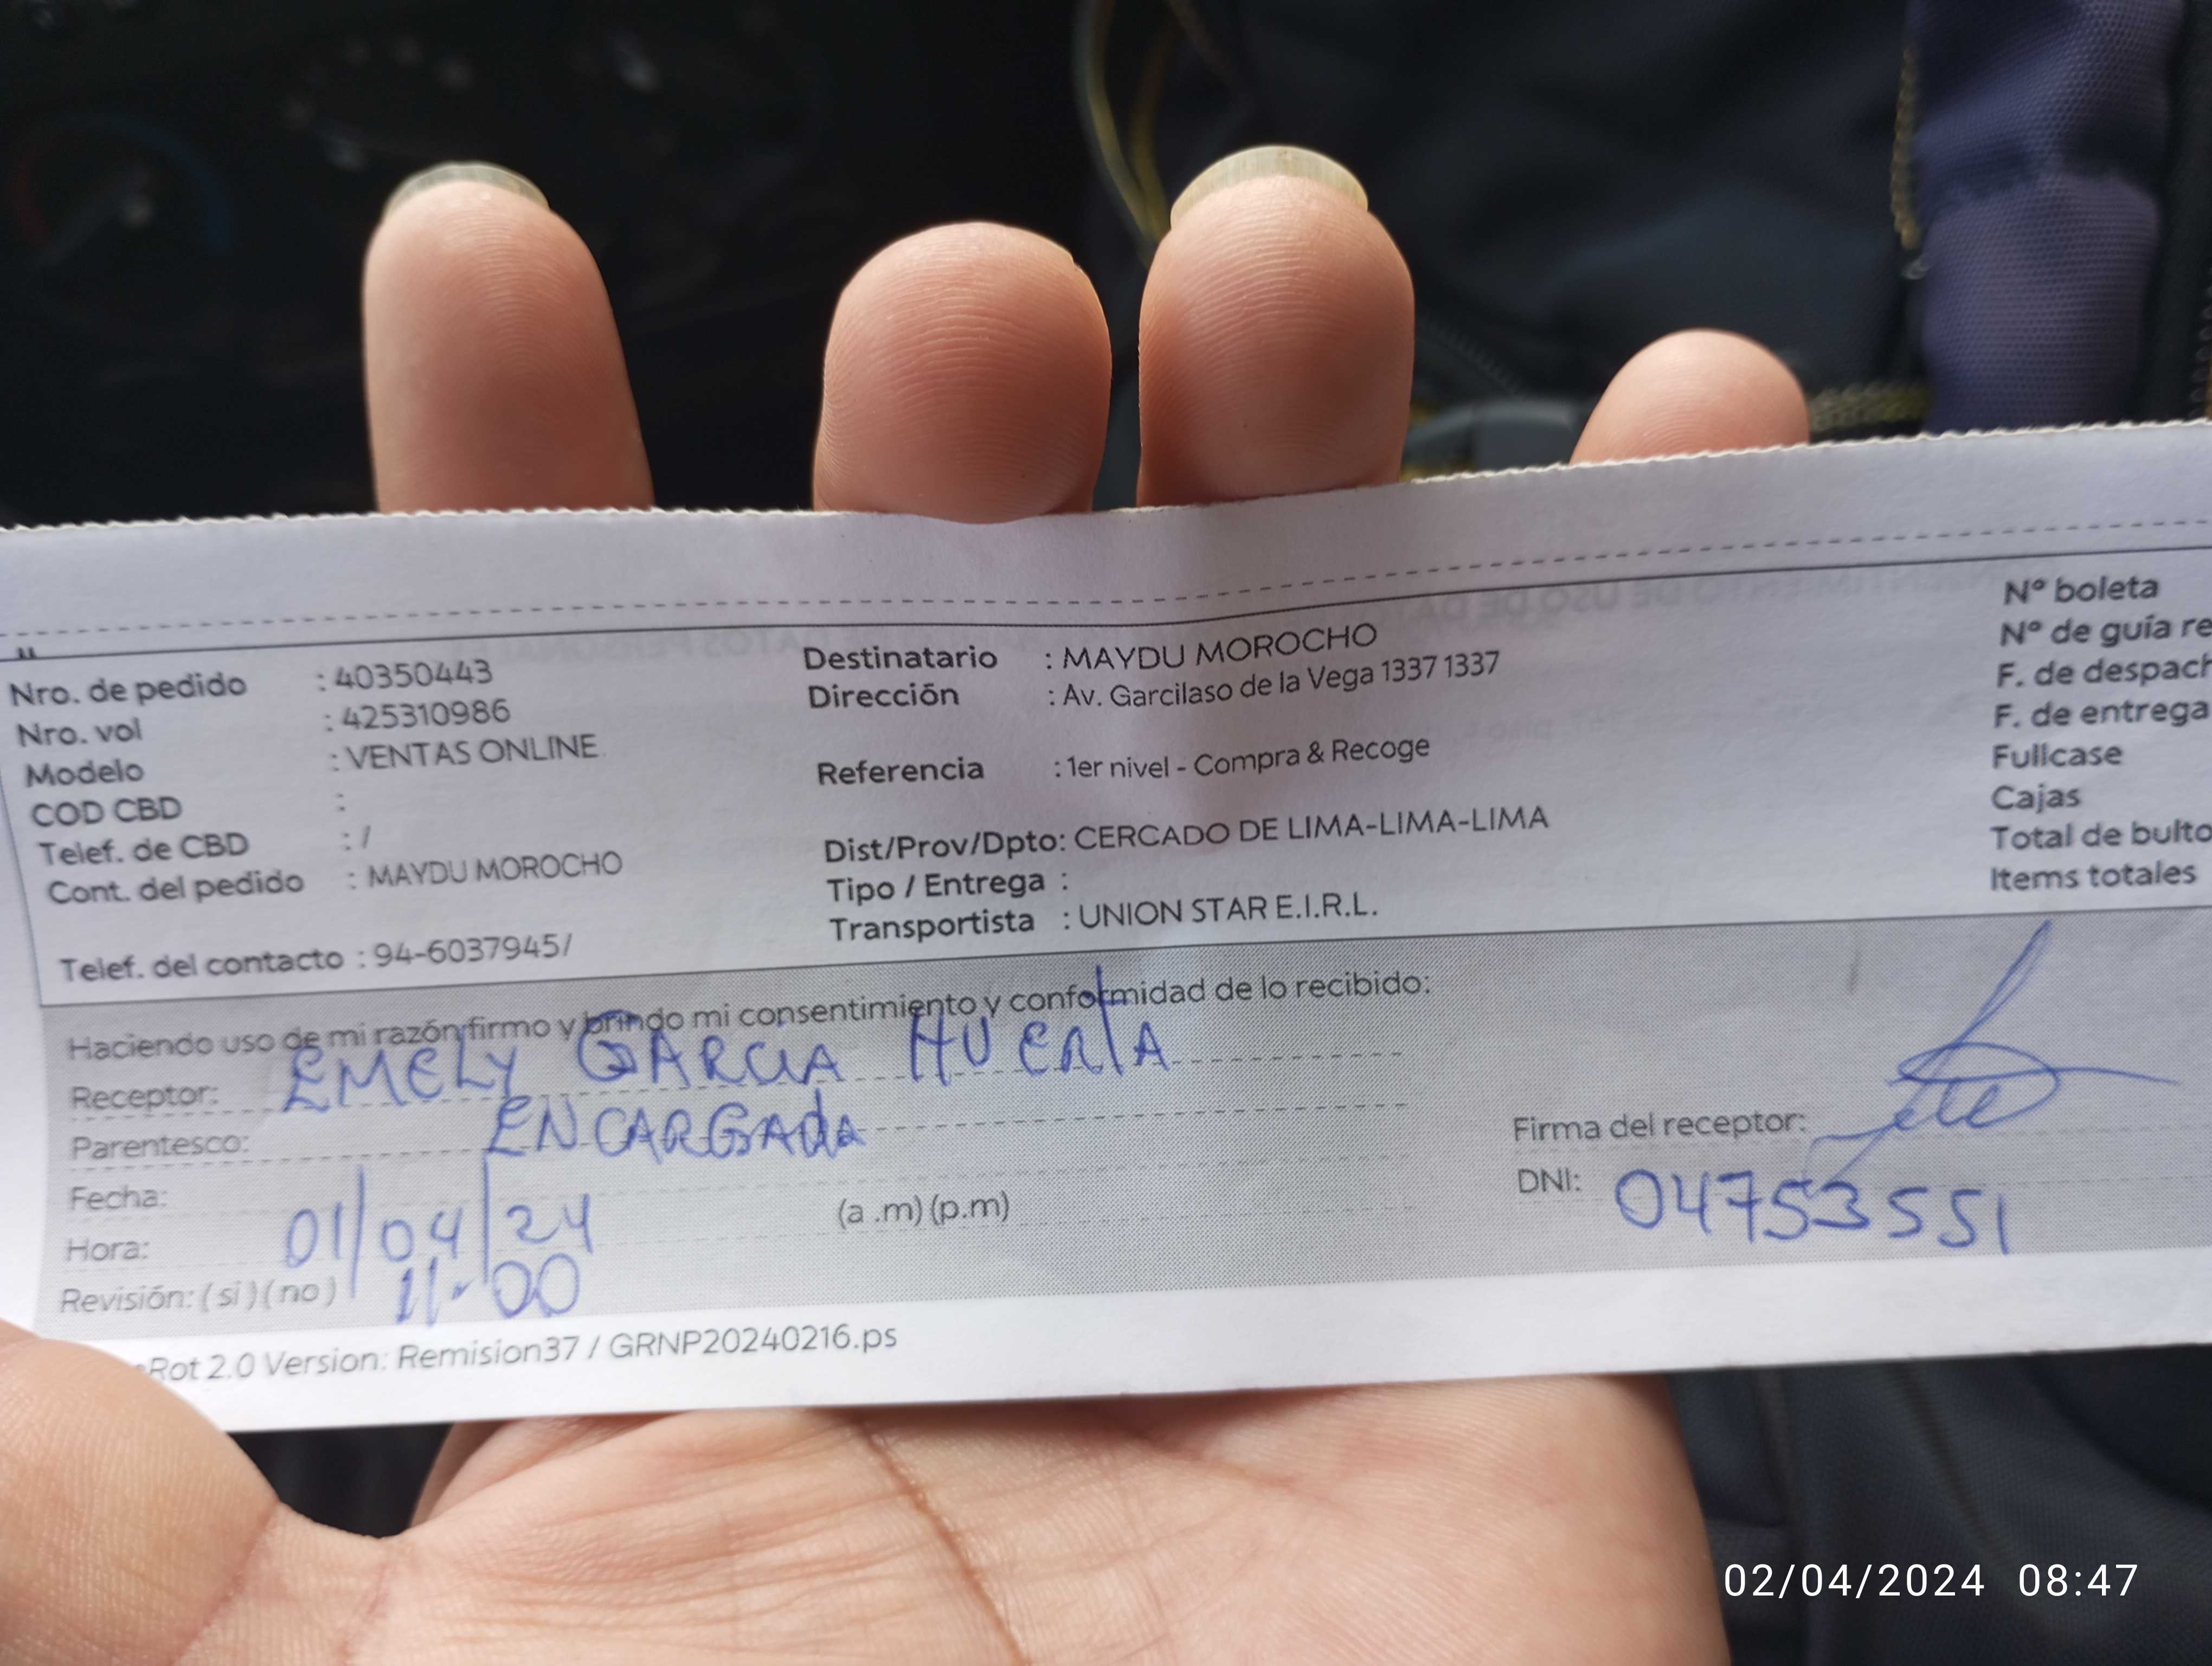 Nro. de pedido : 40350443
Nro. vol : 425310986
Modelo : VENTAS ONLINE
COD CBD :
Telef. de CBD : /
Cont. del pedido : MAYDU MOROCHO
Telef. del contacto : 94-6037945/
Destinatario : MAYDU MOROCHO
Dirección : Av. Garcilaso de la Vega 1337 1337
Referencia : 1er nivel - Compra & Recoge
Dist/Prov/Dpto: CERCADO DE LIMA-LIMA-LIMA
Tipo / Entrega :
Transportista : UNION STAR E.I.R.L.
Nº boleta
Nº de guía re
F. de despach
F. de entrega
Fullcase
Cajas
Total de bulto
Items totales
Haciendo uso de mi razón firmo y brindo mi consentimiento y conformidad de lo recibido:
Receptor: EMELY GARCIA HUERTA
Parentesco: ENCARGADA
Fecha: 01/04/24
Hora: 11:00 (a .m) (p.m)
Revisión: ( si ) ( no )
Firma del receptor:
DNI: 04753551
Rot 2.0 Version: Remision37 / GRNP20240216.ps
02/04/2024 08:47